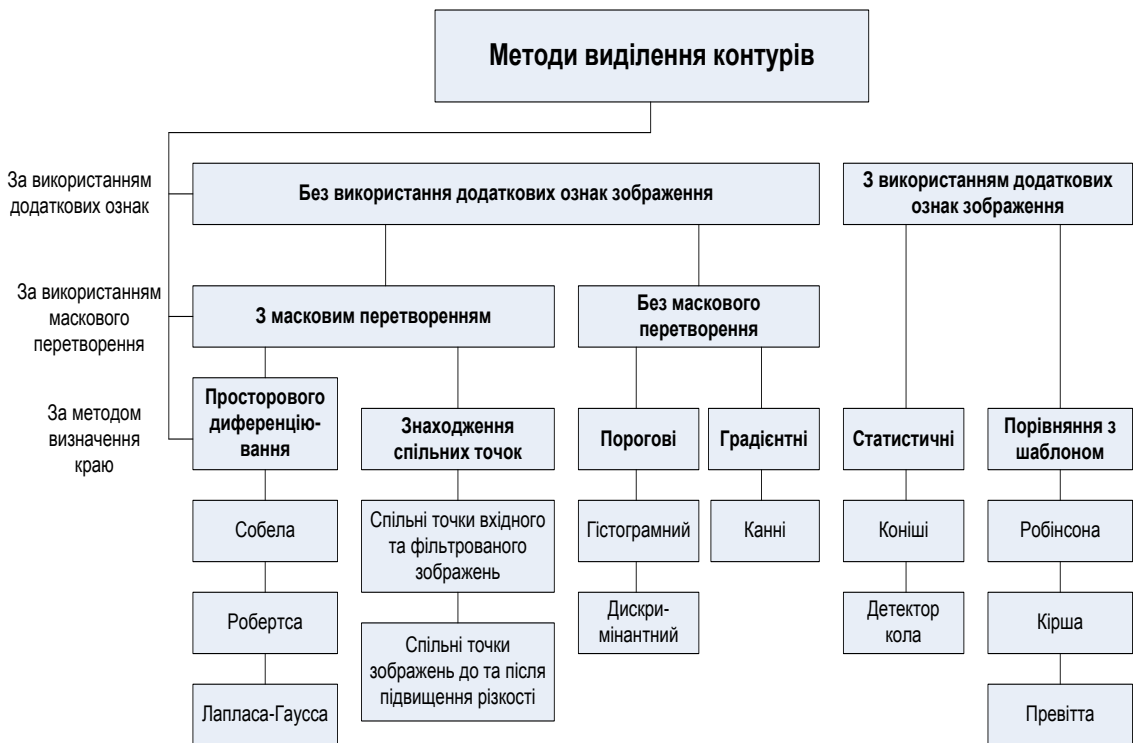 Методи виділення контурів
За використанням
додаткових ознак
Без використання додаткових ознак зображення
З використанням додаткових
ознак зображення
За використанням
маскового
перетворення
З масковим перетворенням
Без маскового
перетворення
За методом
визначення
краю
Просторового
диференцію-
вання
Знаходження
спільних точок
Порогові
Градієнтні
Статистичні
Порівняння з
шаблоном
Собела
Спільні точки вхідного
та фільтрованого
зображень
Гістограмний
Канні
Коніші
Робінсона
Робертса
Спільні точки
зображень до та після
підвищення різкості
Дискри-
мінантний
Детектор
кола
Кірша
Лапласа-Гаусса
Превітта